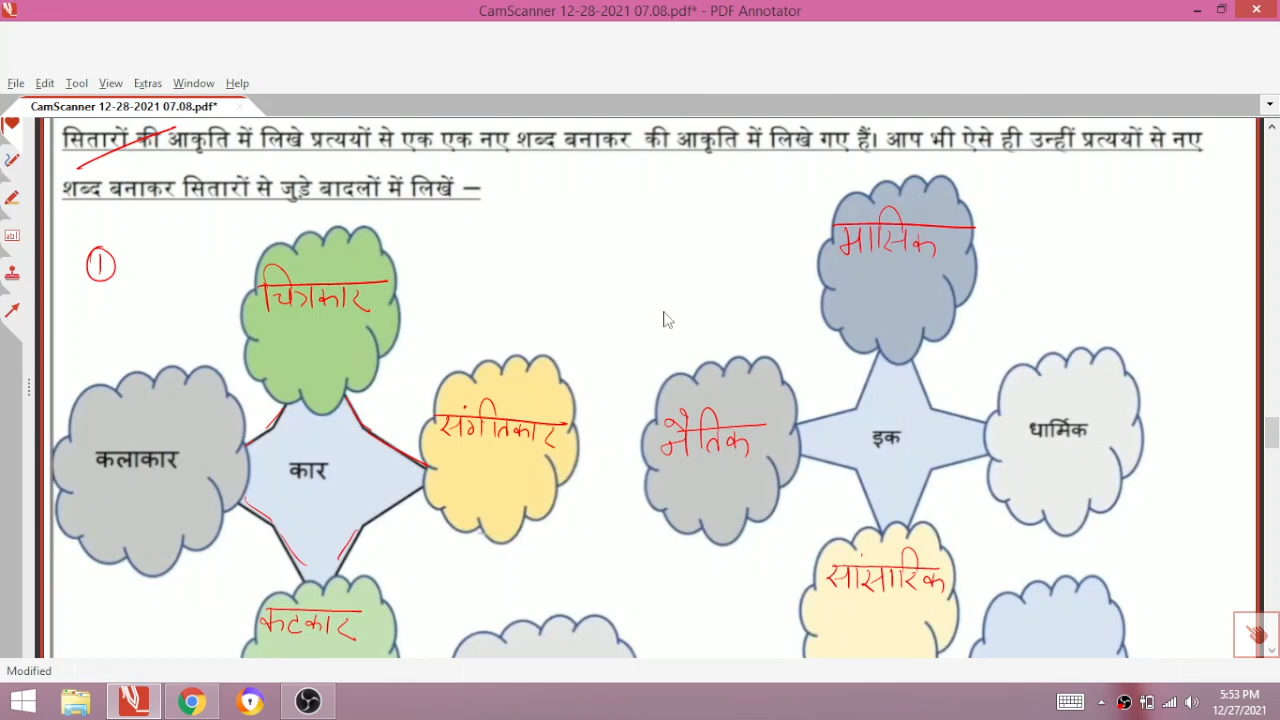 CamScanner 12-28-2021 07.08.pdf* - PDF Annotator
File Edit Tool View Extras Window Help
CamScanner 12-28-2021 07.08.pdf*
सितारों की आकृति में लिखे प्रत्ययों से एक एक नए शब्द बनाकर की आकृति में लिखे गए हैं। आप भी ऐसे ही उन्हीं प्रत्ययों से नए
शब्द बनाकर सितारों से जुड़े बादलों में लिखें –
1
चित्रकार
मासिक
कलाकार
कार
संगीतकार
नैतिक
इक
धार्मिक
सांसारिक
Modified
5:53 PM
12/27/2021